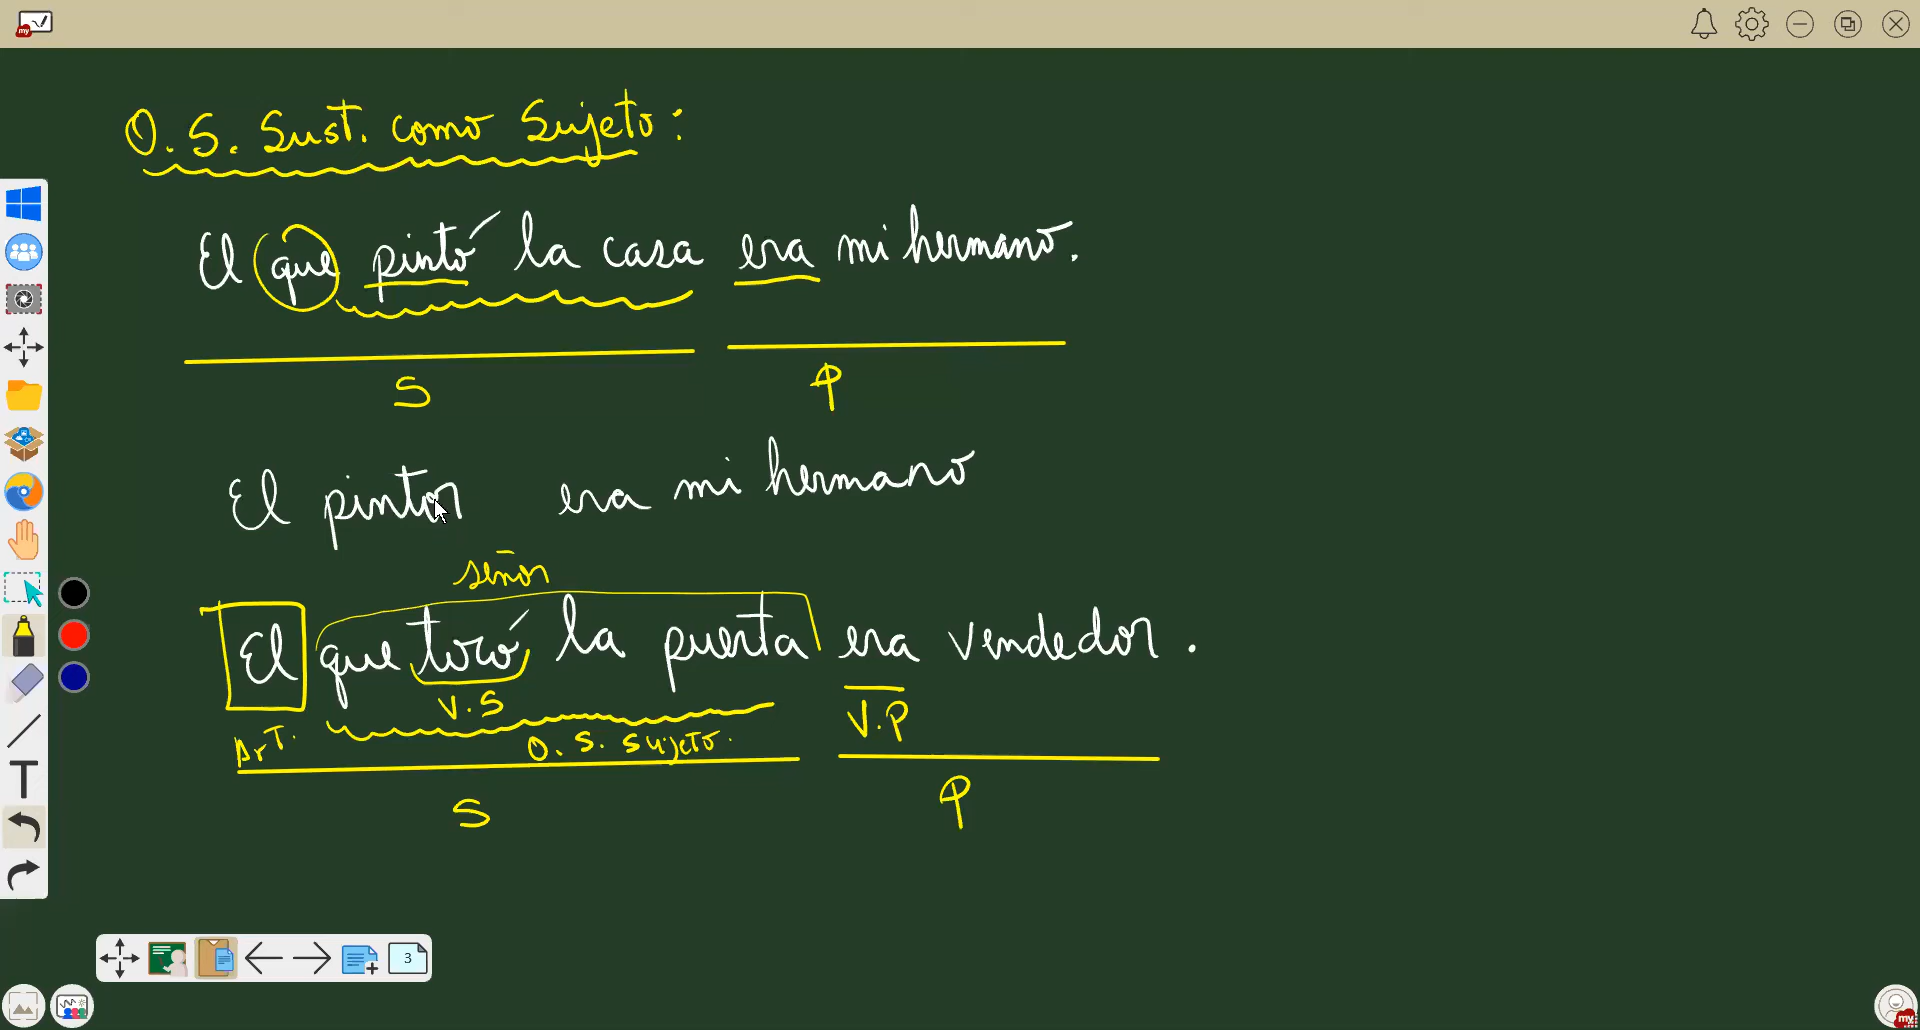 O. S. Sust. como Sujeto:
El que pintó la casa era mi hermano.
S P
El pintor era mi hermano
señor
El que tocó la puerta era vendedor.
V.S V.P
Art. O. S. Sujeto.
S P
3